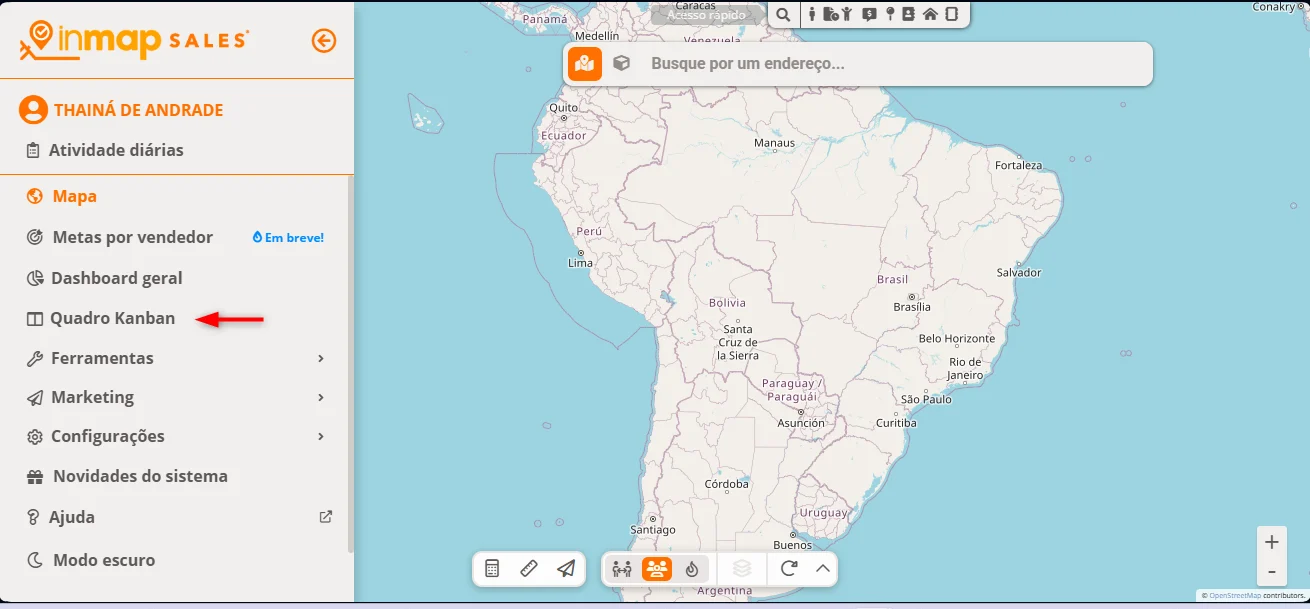 inmap SALES
THAINÁ DE ANDRADE
Atividade diárias
Mapa
Metas por vendedor
Em breve!
Dashboard geral
Quadro Kanban
Ferramentas
Marketing
Configurações
Novidades do sistema
Ajuda
Modo escuro
Acesso rápido
Busque por um endereço...
Panamá
Caracas
Conakry
Medellín
Venezuela
Quito
Ecuador
Manaus
Fortaleza
Perú
Lima
Salvador
Brasil
Bolivia
Brasília
Santa
Cruz de
la Sierra
Belo Horizonte
Rio de
Janeiro
Paraguay /
Paraguái
São Paulo
Asunción
Curitiba
Córdoba
Uruguay
Santiago
Buenos
Argentina
+
-
© OpenStreetMap contributors.